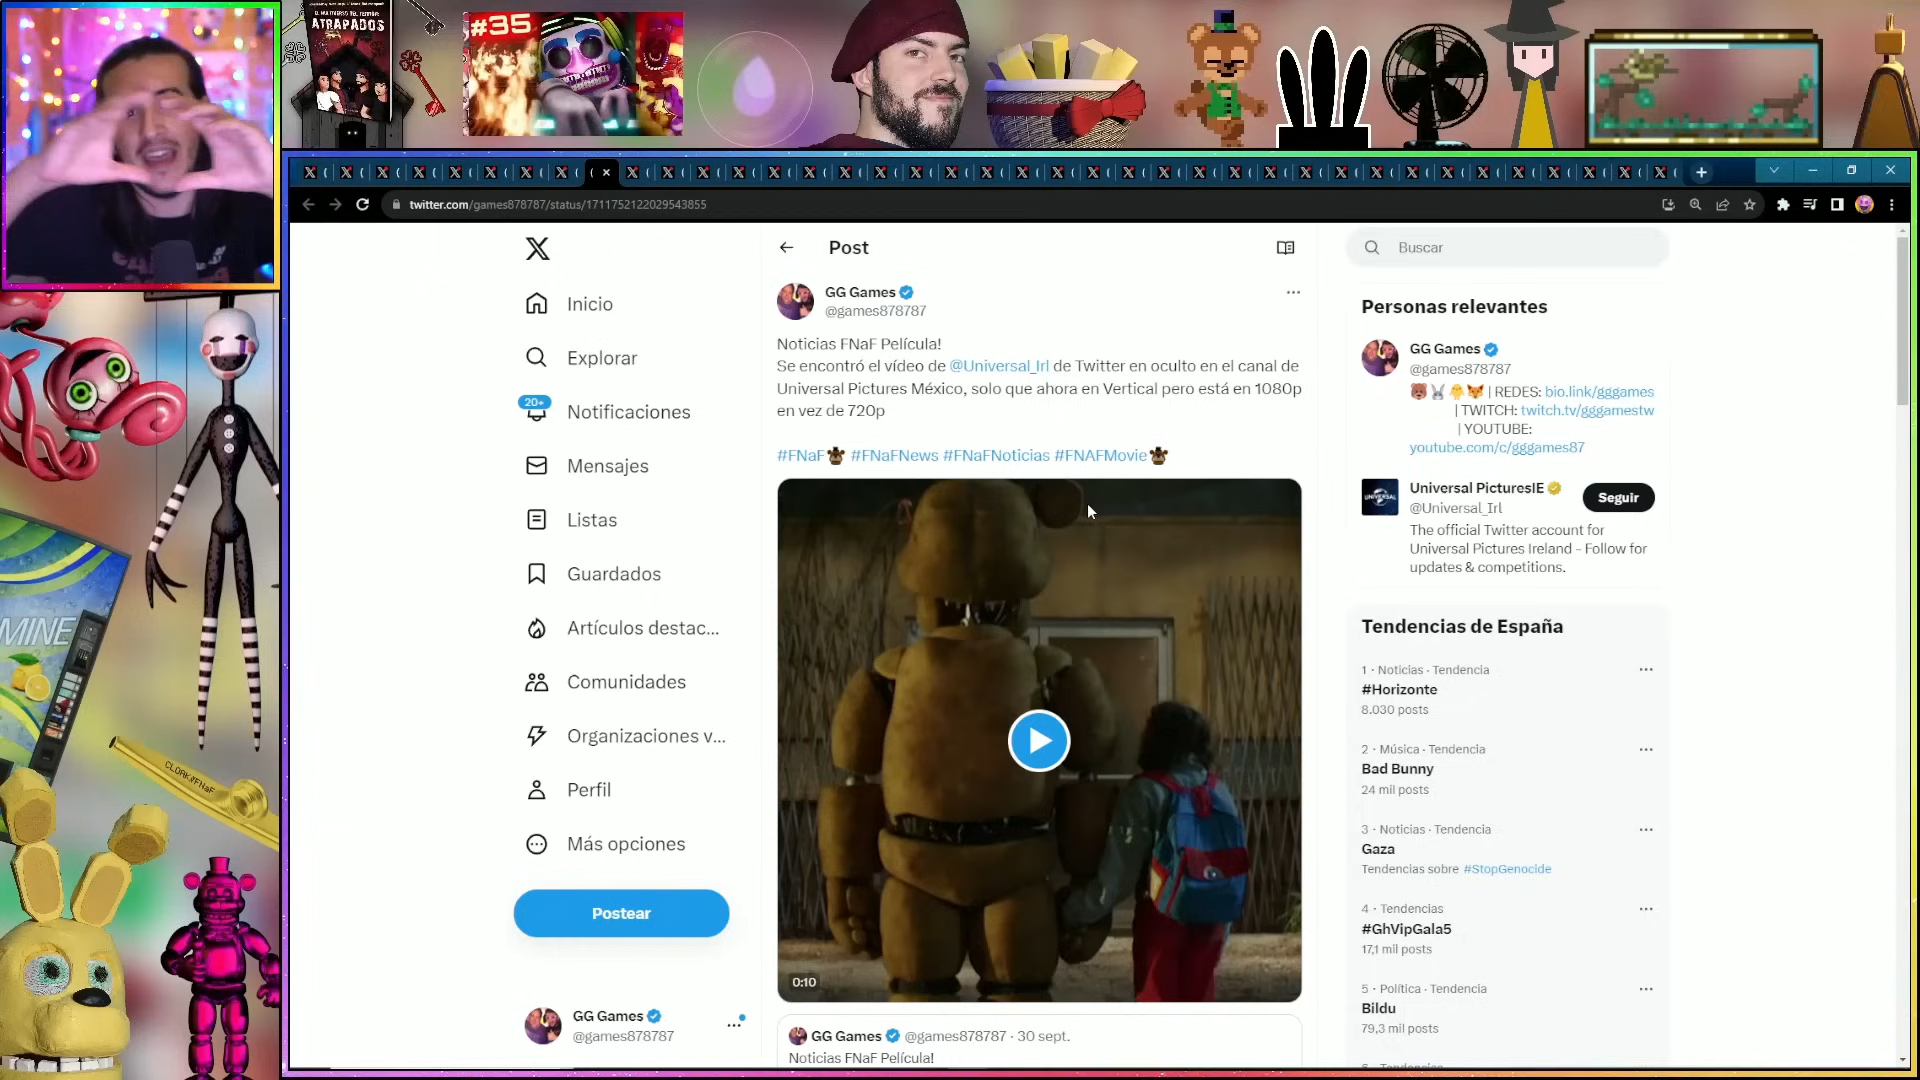 ATRAPADOS
#35
twitter.com/games878787/status/1711752122029543855
Post
Buscar
Inicio
Explorar
20+
Notificaciones
Mensajes
Listas
Guardados
Artículos destac...
Comunidades
Organizaciones v...
Perfil
Más opciones
Postear
GG Games
@games878787
GG Games
@games878787
Noticias FNaF Película!
Se encontró el vídeo de @Universal_Irl de Twitter en oculto en el canal de
Universal Pictures México, solo que ahora en Vertical pero está en 1080p
en vez de 720p
#FNaF #FNaFNews #FNaFNoticias #FNAFMovie
0:10
GG Games @games878787 · 30 sept.
Noticias FNaF Película!
Personas relevantes
GG Games
@games878787
| REDES: bio.link/gggames
| TWITCH: twitch.tv/gggamestw
| YOUTUBE:
youtube.com/c/gggames87
UNIVERSAL
Universal PicturesIE
@Universal_Irl
Seguir
The official Twitter account for
Universal Pictures Ireland - Follow for
updates & competitions.
Tendencias de España
1 · Noticias · Tendencia
#Horizonte
8.030 posts
2 · Música · Tendencia
Bad Bunny
24 mil posts
3 · Noticias · Tendencia
Gaza
Tendencias sobre #StopGenocide
4 · Tendencias
#GhVipGala5
17,1 mil posts
5 · Política · Tendencia
Bildu
79,3 mil posts
MINE
CLOAK//FNaF